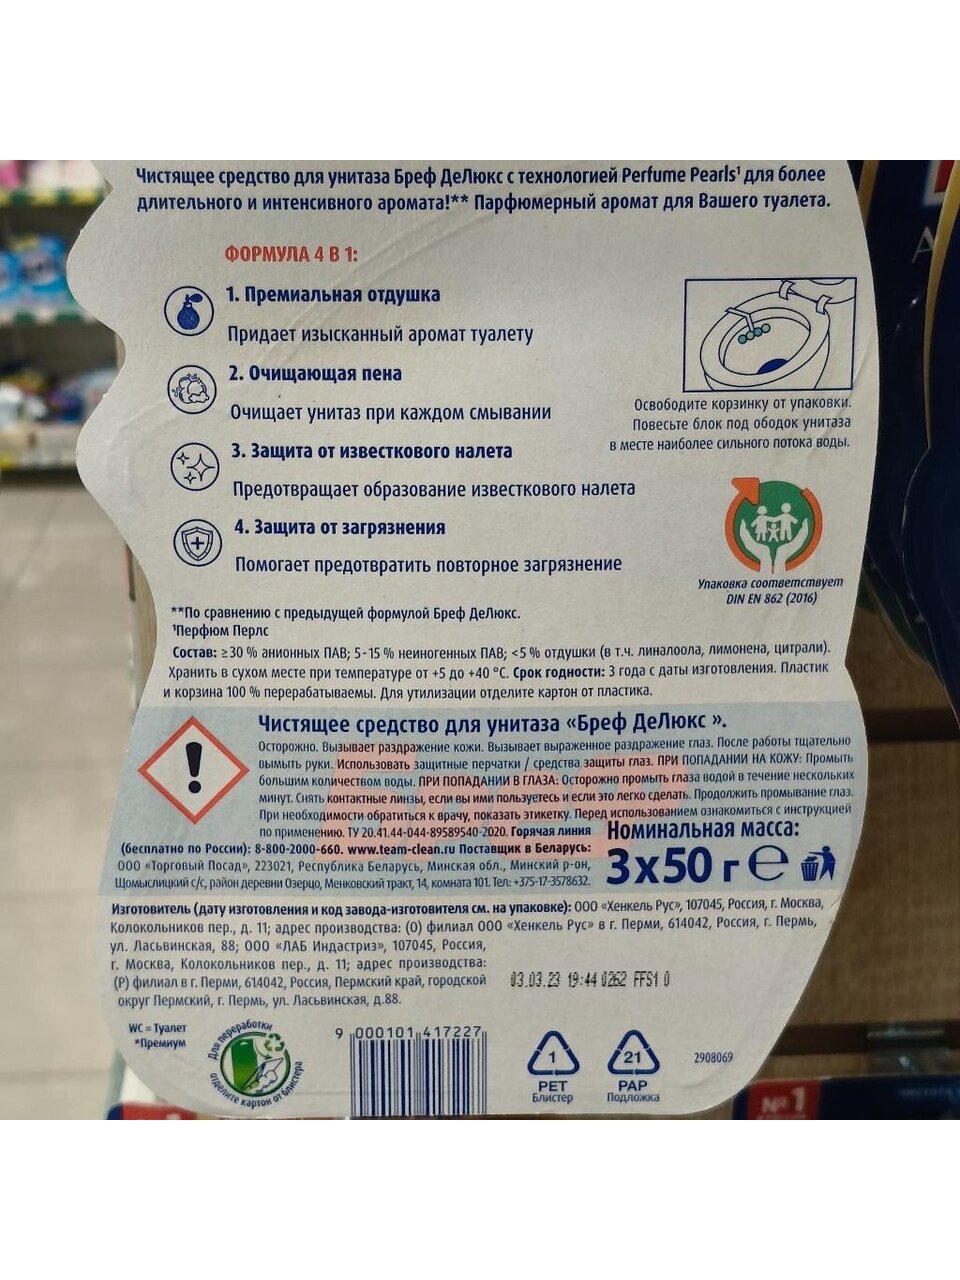 Чистящее средство для унитаза Бреф ДеЛюкс с технологией Perfume Pearls¹ для более
длительного и интенсивного аромата!** Парфюмерный аромат для Вашего туалета.
ФОРМУЛА 4 В 1:
1. Премиальная отдушка
Придает изысканный аромат туалету
2. Очищающая пена
Очищает унитаз при каждом смывании
3. Защита от известкового налета
Предотвращает образование известкового налета
4. Защита от загрязнения
Помогает предотвратить повторное загрязнение
Освободите корзинку от упаковки.
Повесьте блок под ободок унитаза
в месте наиболее сильного потока воды.
Упаковка соответствует
DIN EN 862 (2016)
**По сравнению с предыдущей формулой Бреф ДеЛюкс.
¹Перфюм Перлс
Состав: ≥30 % анионных ПАВ; 5-15 % неионогенных ПАВ; <5 % отдушки (в т.ч. линалоола, лимонена, цитрали).
Хранить в сухом месте при температуре от +5 до +40 °С. Срок годности: 3 года с даты изготовления. Пластик
и корзина 100 % перерабатываемы. Для утилизации отделите картон от пластика.
Чистящее средство для унитаза «Бреф ДеЛюкс ».
Осторожно. Вызывает раздражение кожи. Вызывает выраженное раздражение глаз. После работы тщательно
вымыть руки. Использовать защитные перчатки / средства защиты глаз. ПРИ ПОПАДАНИИ НА КОЖУ: Промыть
большим количеством воды. ПРИ ПОПАДАНИИ В ГЛАЗА: Осторожно промыть глаза водой в течение нескольких
минут. Снять контактные линзы, если вы ими пользуетесь и если это легко сделать. Продолжить промывание глаз.
При необходимости обратиться к врачу, показать этикетку. Перед использованием ознакомиться с инструкцией
по применению. ТУ 20.41.44-044-89589540-2020. Горячая линия
(бесплатно по России): 8-800-2000-660. www.team-clean.ru Поставщик в Беларусь:
ООО «Торговый Посад», 223021, Республика Беларусь, Минская обл., Минский р-он,
Щомыслицкий с/с, район деревни Озерцо, Менковский тракт, 14, комната 101. Тел.: +375-17-3578632.
Номинальная масса:
3x50 г ℮
Изготовитель (дату изготовления и код завода-изготовителя см. на упаковке): ООО «Хенкель Рус», 107045, Россия, г. Москва,
Колокольников пер., д. 11; адрес производства: (О) филиал ООО «Хенкель Рус» в г. Перми, 614042, Россия, г. Пермь,
ул. Ласьвинская, 88; ООО «ЛАБ Индастриз», 107045, Россия,
г. Москва, Колокольников пер., д. 11; адрес производства:
(Р) филиал в г. Перми, 614042, Россия, Пермский край, городской
округ Пермский, г. Пермь, ул. Ласьвинская, д.88.
03.03.23 19:44 0262 FFS1 0
WC = Туалет
*Премиум
Для переработки
отделите картон от блистера
9 000101 417227
1
PET
Блистер
21
PAP
Подложка
2908069
№1